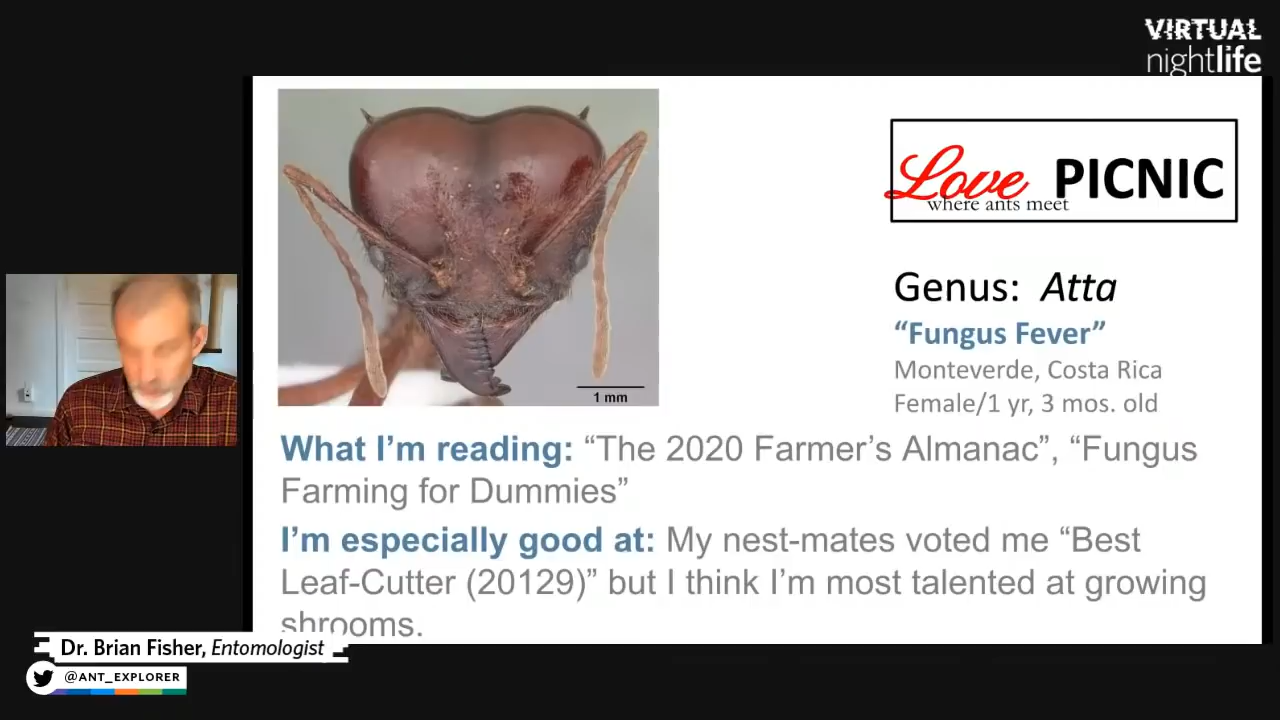 VIRTUAL
nightlife
Love PICNIC
where ants meet
1 mm
Genus: Atta
“Fungus Fever”
Monteverde, Costa Rica
Female/1 yr, 3 mos. old
What I’m reading: “The 2020 Farmer’s Almanac”, “Fungus
Farming for Dummies”
I’m especially good at: My nest-mates voted me “Best
Leaf-Cutter (20129)” but I think I’m most talented at growing
shrooms.
Dr. Brian Fisher, Entomologist
@ANT_EXPLORER